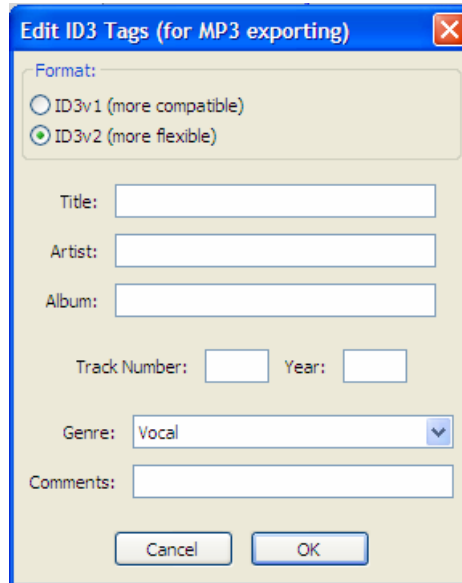 Edit ID3 Tags (for MP3 exporting)
Format:
ID3v1 (more compatible)
ID3v2 (more flexible)
Title:
Artist:
Album:
Track Number: Year:
Genre: Vocal
Comments:
Cancel OK